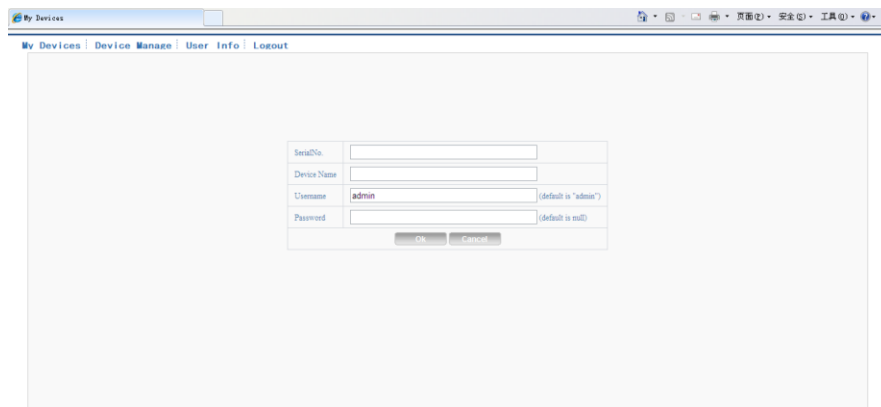 My Devices
页面(P) 安全(S) 工具(O)
My Devices Device Manage User Info Logout
SerialNo.
Device Name
Username admin (default is "admin")
Password (default is null)
Ok Cancel